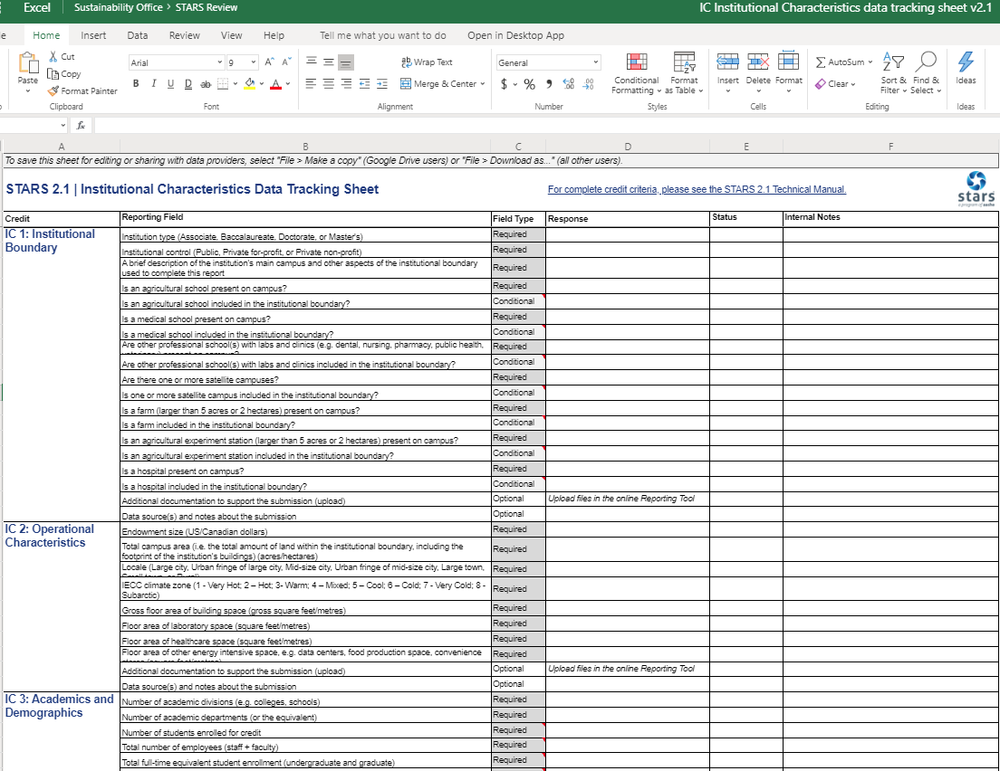 Excel Sustainability Office > STARS Review IC Institutional Characteristics data tracking sheet v2.1
Home Insert Data Review View Help Tell me what you want to do Open in Desktop App
Paste Cut Copy Format Painter
Arial 9 A^ A˅
B I U D ab A
Wrap Text
Merge & Center
General
$ % 9 .00 .00
Conditional Formatting Format as Table
Insert Delete Format
AutoSum Clear
Sort & Filter Find & Select
Ideas
Clipboard Font Alignment Number Styles Cells Editing Ideas
fx
A B C D E F
To save this sheet for editing or sharing with data providers, select "File > Make a copy" (Google Drive users) or "File > Download as..." (all other users).
STARS 2.1 | Institutional Characteristics Data Tracking Sheet For complete credit criteria, please see the STARS 2.1 Technical Manual. stars
Credit Reporting Field Field Type Response Status Internal Notes
IC 1: Institutional Boundary
Institution type (Associate, Baccalaureate, Doctorate, or Master's) Required
Institutional control (Public, Private for-profit, or Private non-profit) Required
A brief description of the institution's main campus and other aspects of the institutional boundary
used to complete this report Required
Is an agricultural school present on campus? Required
Is an agricultural school included in the institutional boundary? Conditional
Is a medical school present on campus? Required
Is a medical school included in the institutional boundary? Conditional
Are other professional school(s) with labs and clinics (e.g. dental, nursing, pharmacy, public health, Required
Are other professional school(s) with labs and clinics included in the institutional boundary? Conditional
Are there one or more satellite campuses? Required
Is one or more satellite campus included in the institutional boundary? Conditional
Is a farm (larger than 5 acres or 2 hectares) present on campus? Required
Is a farm included in the institutional boundary? Conditional
Is an agricultural experiment station (larger than 5 acres or 2 hectares) present on campus? Required
Is an agricultural experiment station included in the institutional boundary? Conditional
Is a hospital present on campus? Required
Is a hospital included in the institutional boundary? Conditional
Additional documentation to support the submission (upload) Optional Upload files in the online Reporting Tool
Data source(s) and notes about the submission Optional
IC 2: Operational Characteristics
Endowment size (US/Canadian dollars) Required
Total campus area (i.e. the total amount of land within the institutional boundary, including the
footprint of the institution's buildings) (acres/hectares) Required
Locale (Large city, Urban fringe of large city, Mid-size city, Urban fringe of mid-size city, Large town, Required
IECC climate zone (1 - Very Hot; 2 – Hot; 3- Warm; 4 – Mixed; 5 – Cool; 6 – Cold; 7 - Very Cold; 8 -
Subarctic) Required
Gross floor area of building space (gross square feet/metres) Required
Floor area of laboratory space (square feet/metres) Required
Floor area of healthcare space (square feet/metres) Required
Floor area of other energy intensive space, e.g. data centers, food production space, convenience Required
Additional documentation to support the submission (upload) Optional Upload files in the online Reporting Tool
Data source(s) and notes about the submission Optional
IC 3: Academics and Demographics
Number of academic divisions (e.g. colleges, schools) Required
Number of academic departments (or the equivalent) Required
Number of students enrolled for credit Required
Total number of employees (staff + faculty) Required
Total full-time equivalent student enrollment (undergraduate and graduate) Required